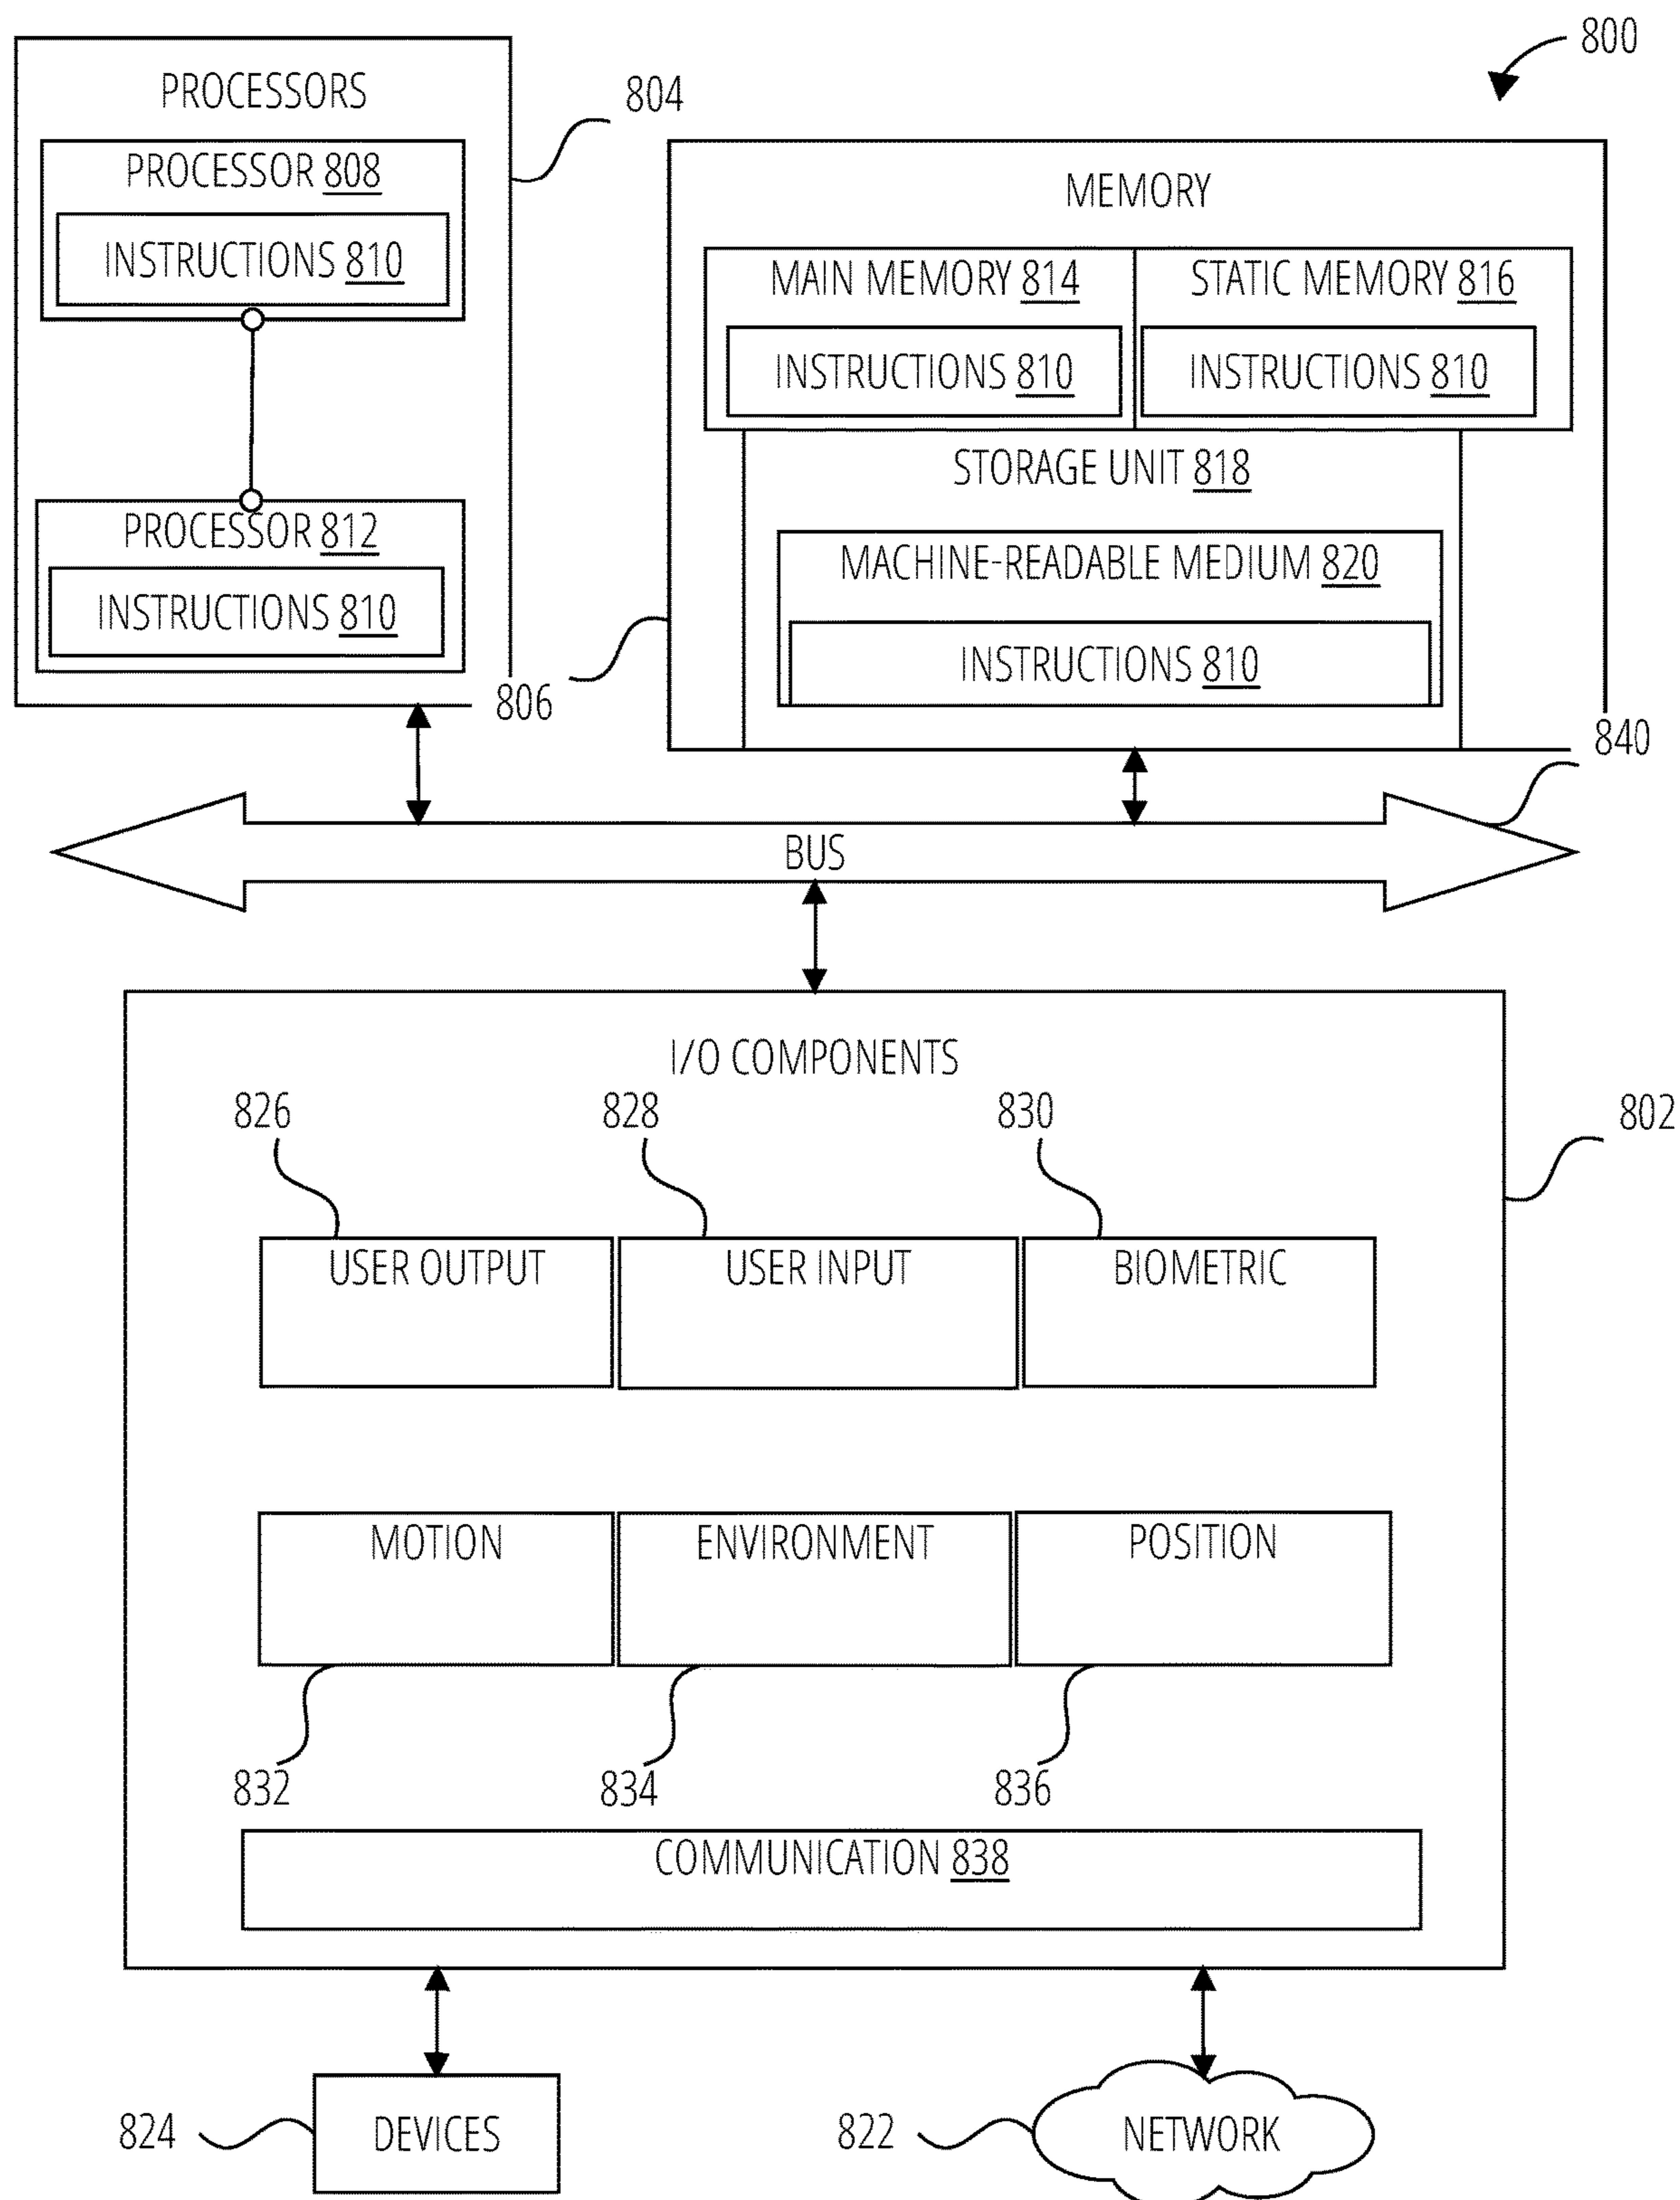 800
PROCESSORS
804
PROCESSOR 808
INSTRUCTIONS 810
PROCESSOR 812
INSTRUCTIONS 810
MEMORY
MAIN MEMORY 814
STATIC MEMORY 816
INSTRUCTIONS 810
INSTRUCTIONS 810
STORAGE UNIT 818
MACHINE-READABLE MEDIUM 820
INSTRUCTIONS 810
806
840
BUS
I/O COMPONENTS
802
826
828
830
USER OUTPUT
USER INPUT
BIOMETRIC
MOTION
ENVIRONMENT
POSITION
832
834
836
COMMUNICATION 838
824
DEVICES
822
NETWORK